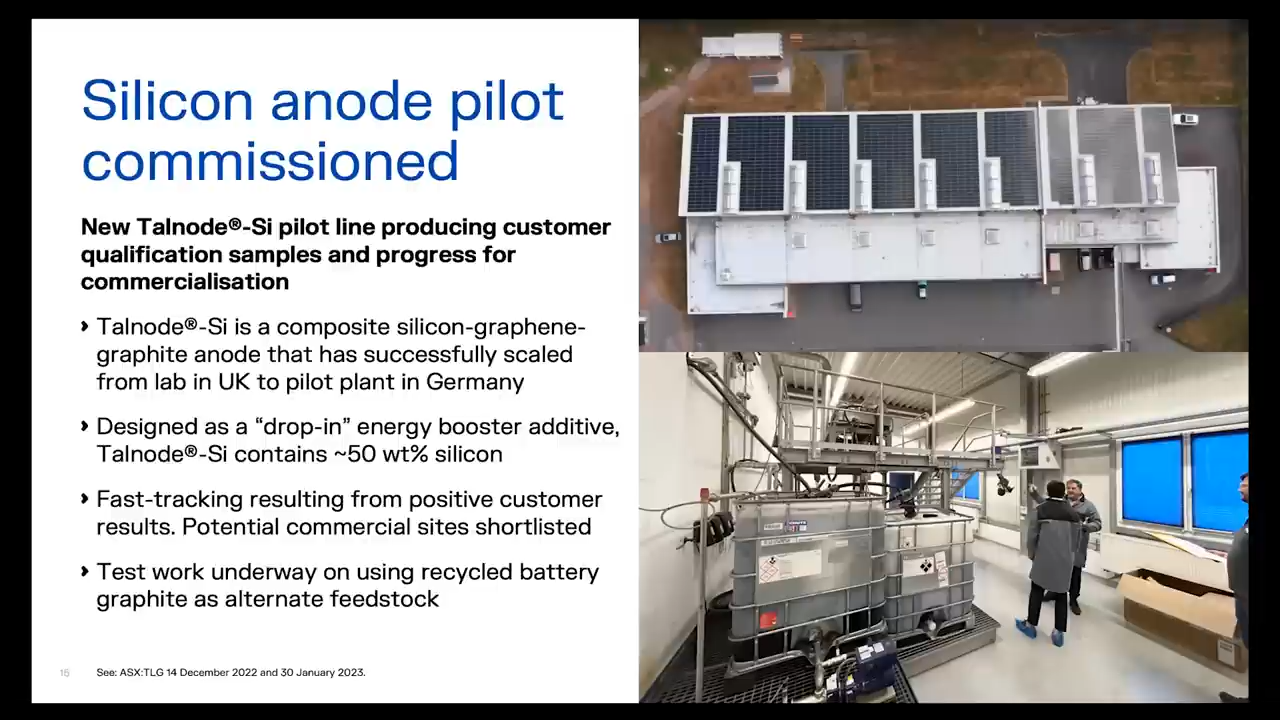 Silicon anode pilot
commissioned
New Talnode®-Si pilot line producing customer
qualification samples and progress for
commercialisation
› Talnode®-Si is a composite silicon-graphene-
graphite anode that has successfully scaled
from lab in UK to pilot plant in Germany
› Designed as a “drop-in” energy booster additive,
Talnode®-Si contains ~50 wt% silicon
› Fast-tracking resulting from positive customer
results. Potential commercial sites shortlisted
› Test work underway on using recycled battery
graphite as alternate feedstock
See: ASX:TLG 14 December 2022 and 30 January 2023.